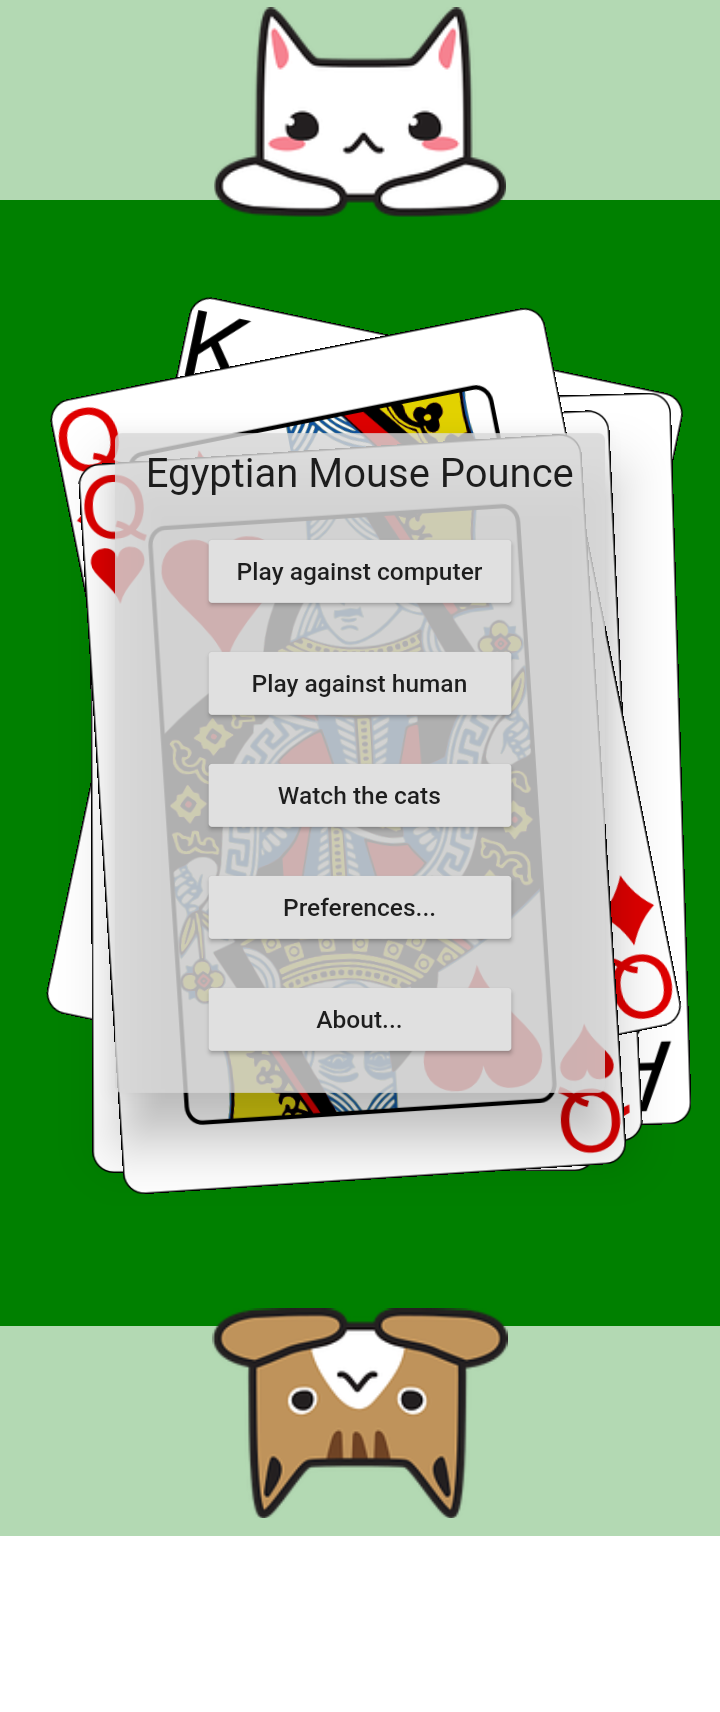 K
Q
Q
Egyptian Mouse Pounce
Play against computer
Play against human
Watch the cats
Preferences...
About...
Q
A
Q